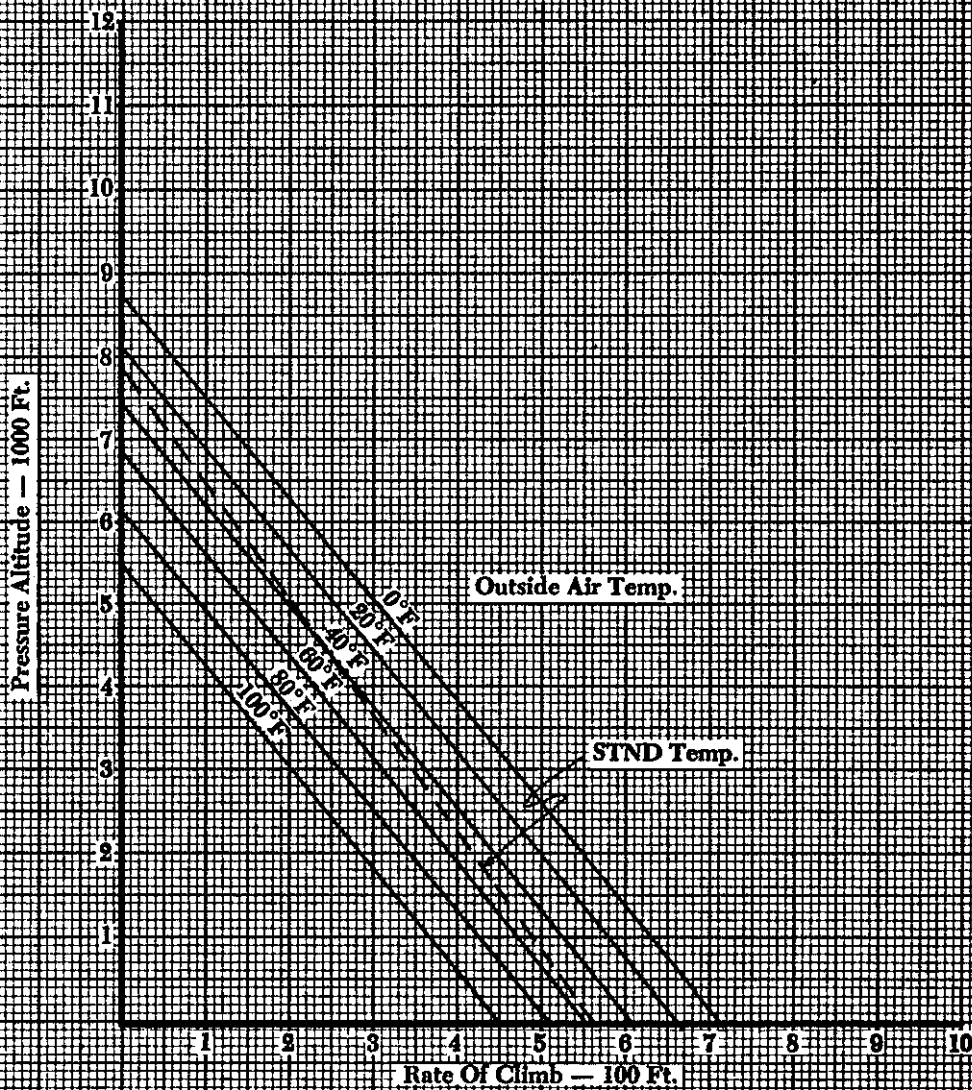 12
11
10
9
8
7
6
5
4
3
2
1
Pressure Altitude — 1000 Ft.
Outside Air Temp.
0°F
20°F
40°F
60°F
80°F
100°F
STND Temp.
1 2 3 4 5 6 7 8 9 10
Rate Of Climb — 100 Ft.